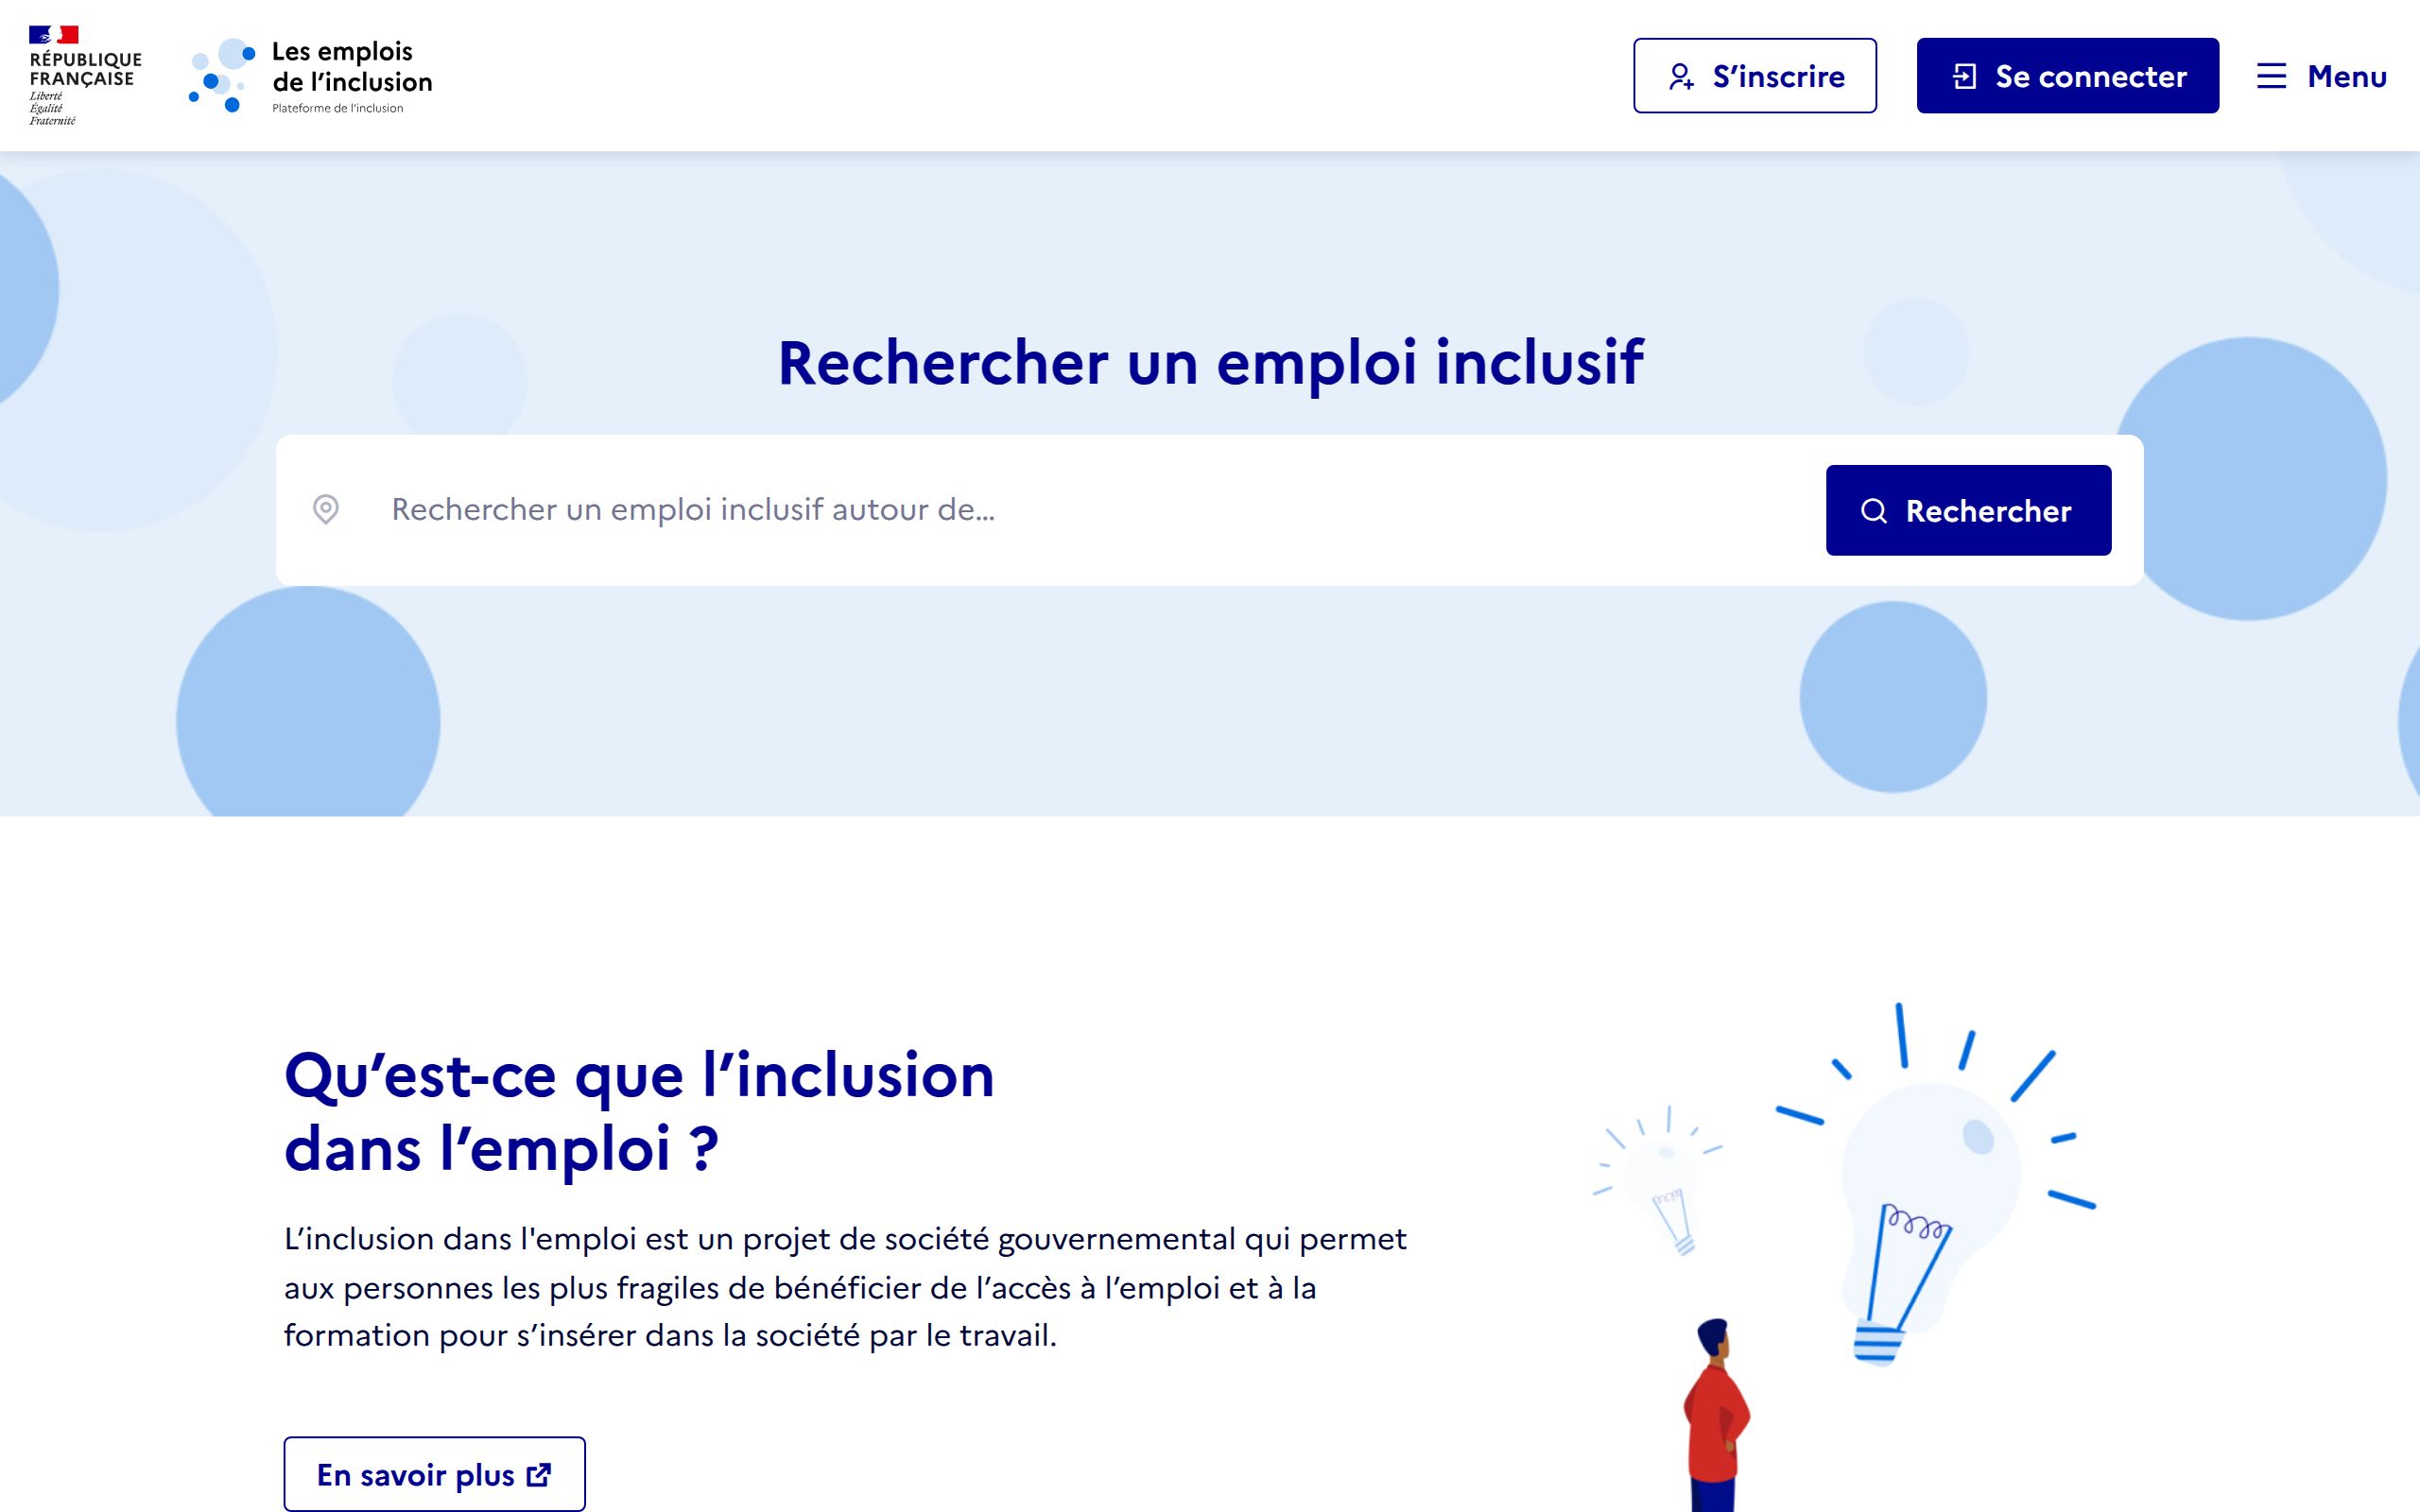 RÉPUBLIQUE
FRANÇAISE
Liberté
Égalité
Fraternité
Les emplois
de l’inclusion
Plateforme de l’inclusion
S’inscrire
Se connecter
Menu
Rechercher un emploi inclusif
Rechercher un emploi inclusif autour de…
Rechercher
Qu’est-ce que l’inclusion
dans l’emploi ?
L’inclusion dans l'emploi est un projet de société gouvernemental qui permet
aux personnes les plus fragiles de bénéficier de l’accès à l’emploi et à la
formation pour s’insérer dans la société par le travail.
En savoir plus